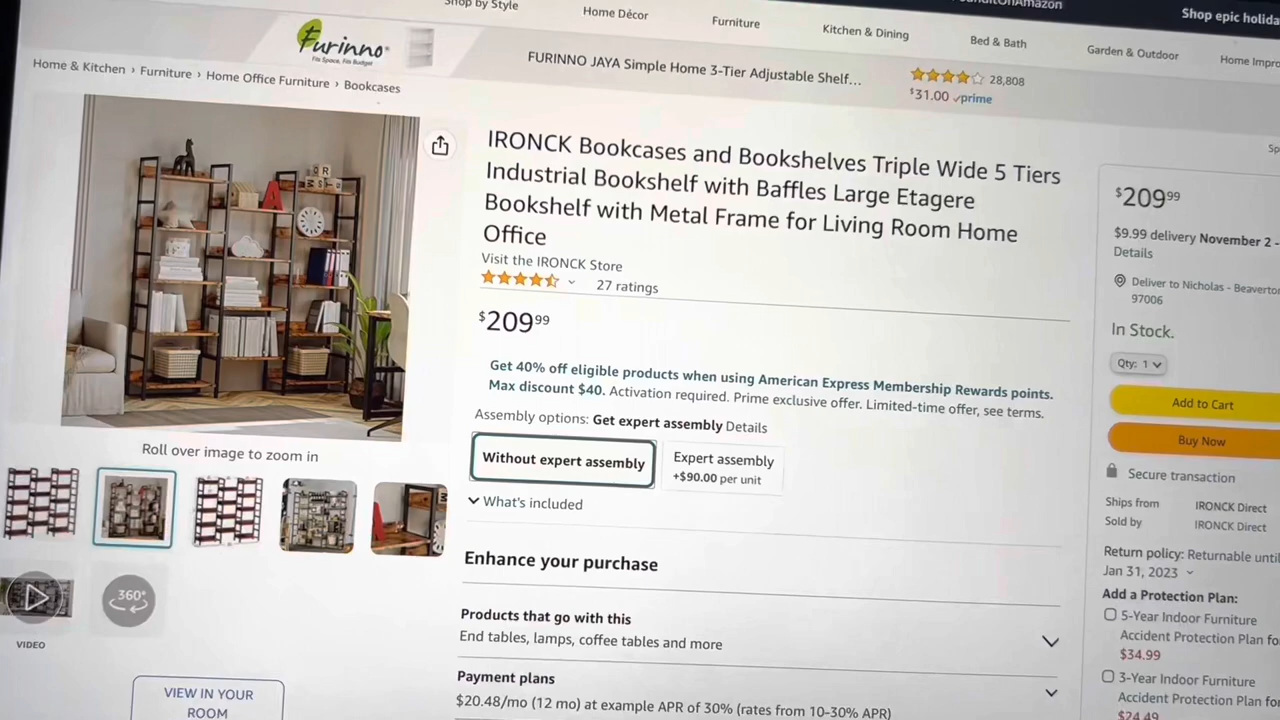 Shop by Style
Home Décor
Furniture
Kitchen & Dining
Bed & Bath
Garden & Outdoor
Shop epic holida
Home Impro
Furinno
Fits Space, Fits Budget
FURINNO JAYA Simple Home 3-Tier Adjustable Shelf...
28,808
$31.00 prime
Home & Kitchen › Furniture › Home Office Furniture › Bookcases
IRONCK Bookcases and Bookshelves Triple Wide 5 Tiers
Industrial Bookshelf with Baffles Large Etagere
Bookshelf with Metal Frame for Living Room Home
Office
Visit the IRONCK Store
27 ratings
$209 99
Get 40% off eligible products when using American Express Membership Rewards points.
Max discount $40. Activation required. Prime exclusive offer. Limited-time offer, see terms.
Assembly options: Get expert assembly Details
Without expert assembly
Expert assembly
+$90.00 per unit
What's included
Enhance your purchase
Products that go with this
End tables, lamps, coffee tables and more
Payment plans
$20.48/mo (12 mo) at example APR of 30% (rates from 10-30% APR)
Roll over image to zoom in
360°
VIDEO
VIEW IN YOUR
ROOM
$209 99
$9.99 delivery November 2 -
Details
Deliver to Nicholas - Beaverton
97006
In Stock.
Qty: 1
Add to Cart
Buy Now
Secure transaction
Ships from IRONCK Direct
Sold by IRONCK Direct
Return policy: Returnable until
Jan 31, 2023
Add a Protection Plan:
5-Year Indoor Furniture
Accident Protection Plan fo
$34.99
3-Year Indoor Furniture
Accident Protection Plan fo
$24.49